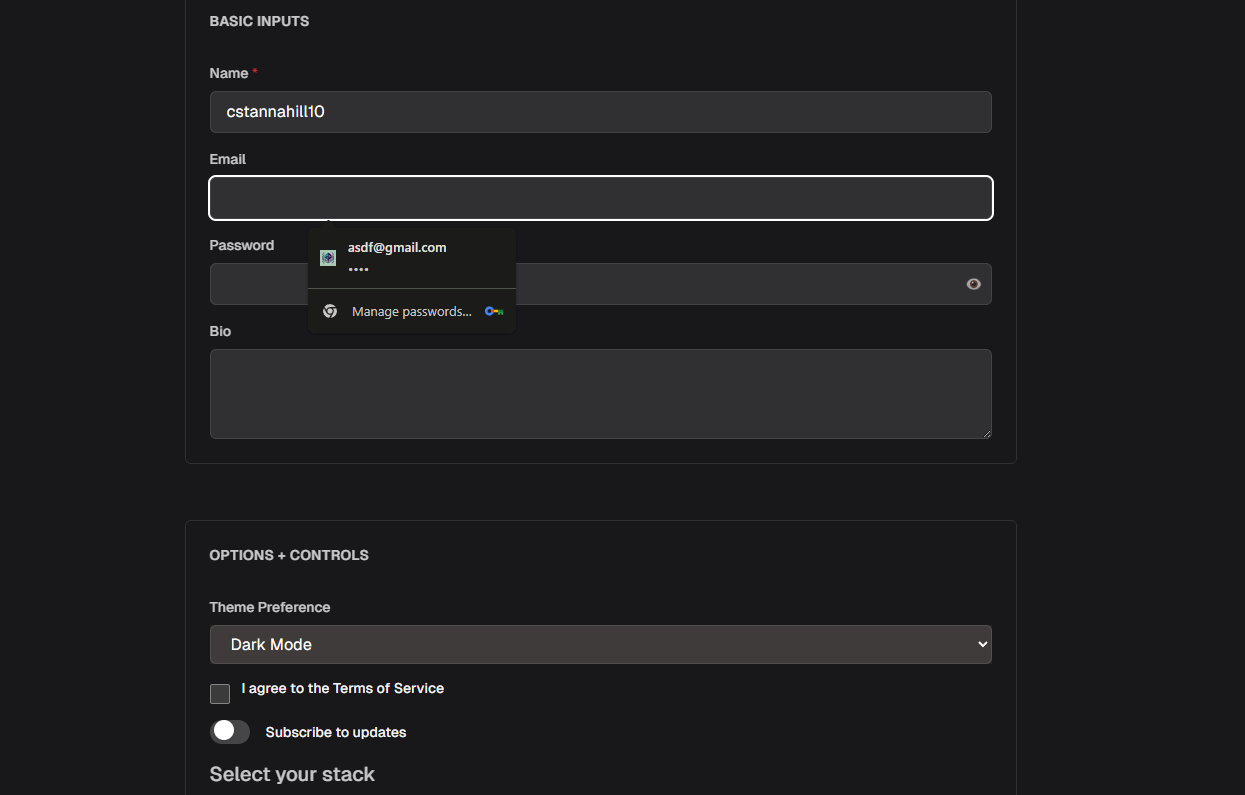 BASIC INPUTS
Name *
cstannahill10
Email
asdf@gmail.com
••••
Password
Manage passwords...
Bio
OPTIONS + CONTROLS
Theme Preference
Dark Mode
I agree to the Terms of Service
Subscribe to updates
Select your stack